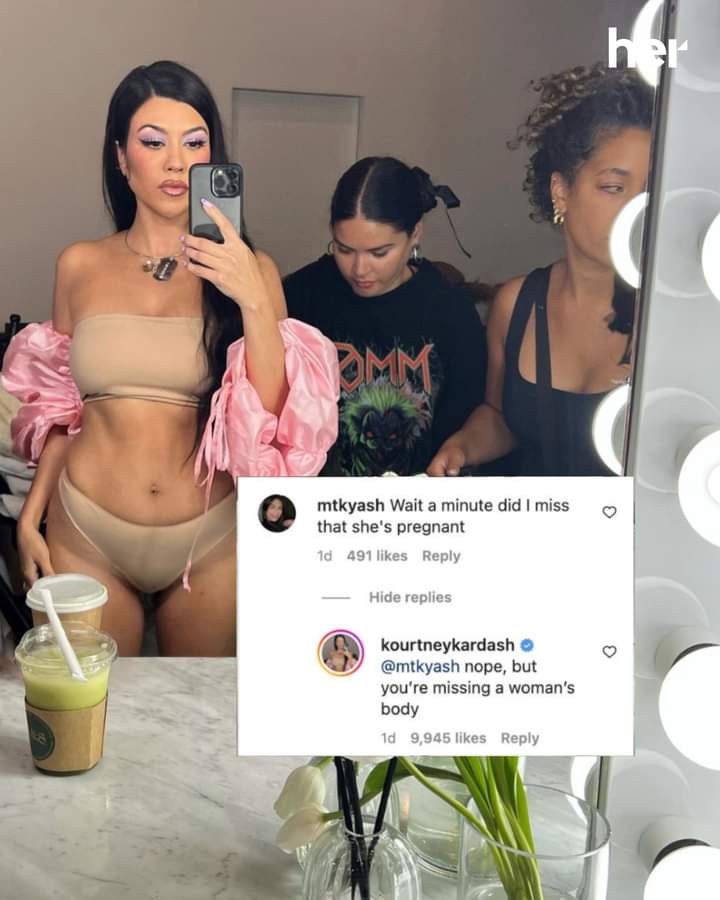 her
ØMM
mtkyash Wait a minute did I miss
that she's pregnant
1d 491 likes Reply
Hide replies
kourtneykardash
@mtkyash nope, but
you're missing a woman's
body
1d 9,945 likes Reply